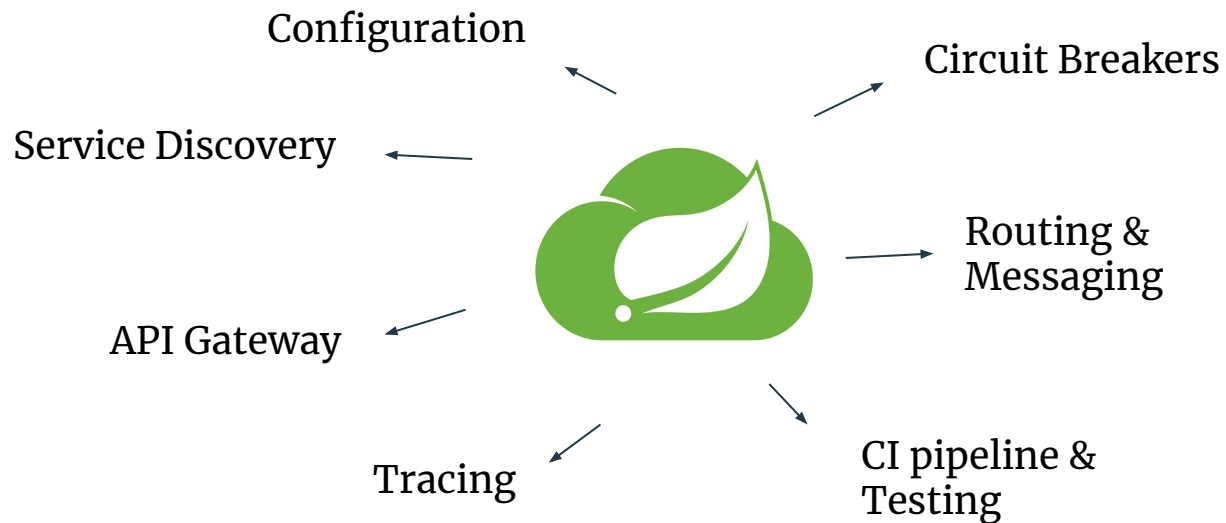 Configuration
Circuit Breakers
Service Discovery
Routing &
Messaging
API Gateway
Tracing
CI pipeline &
Testing